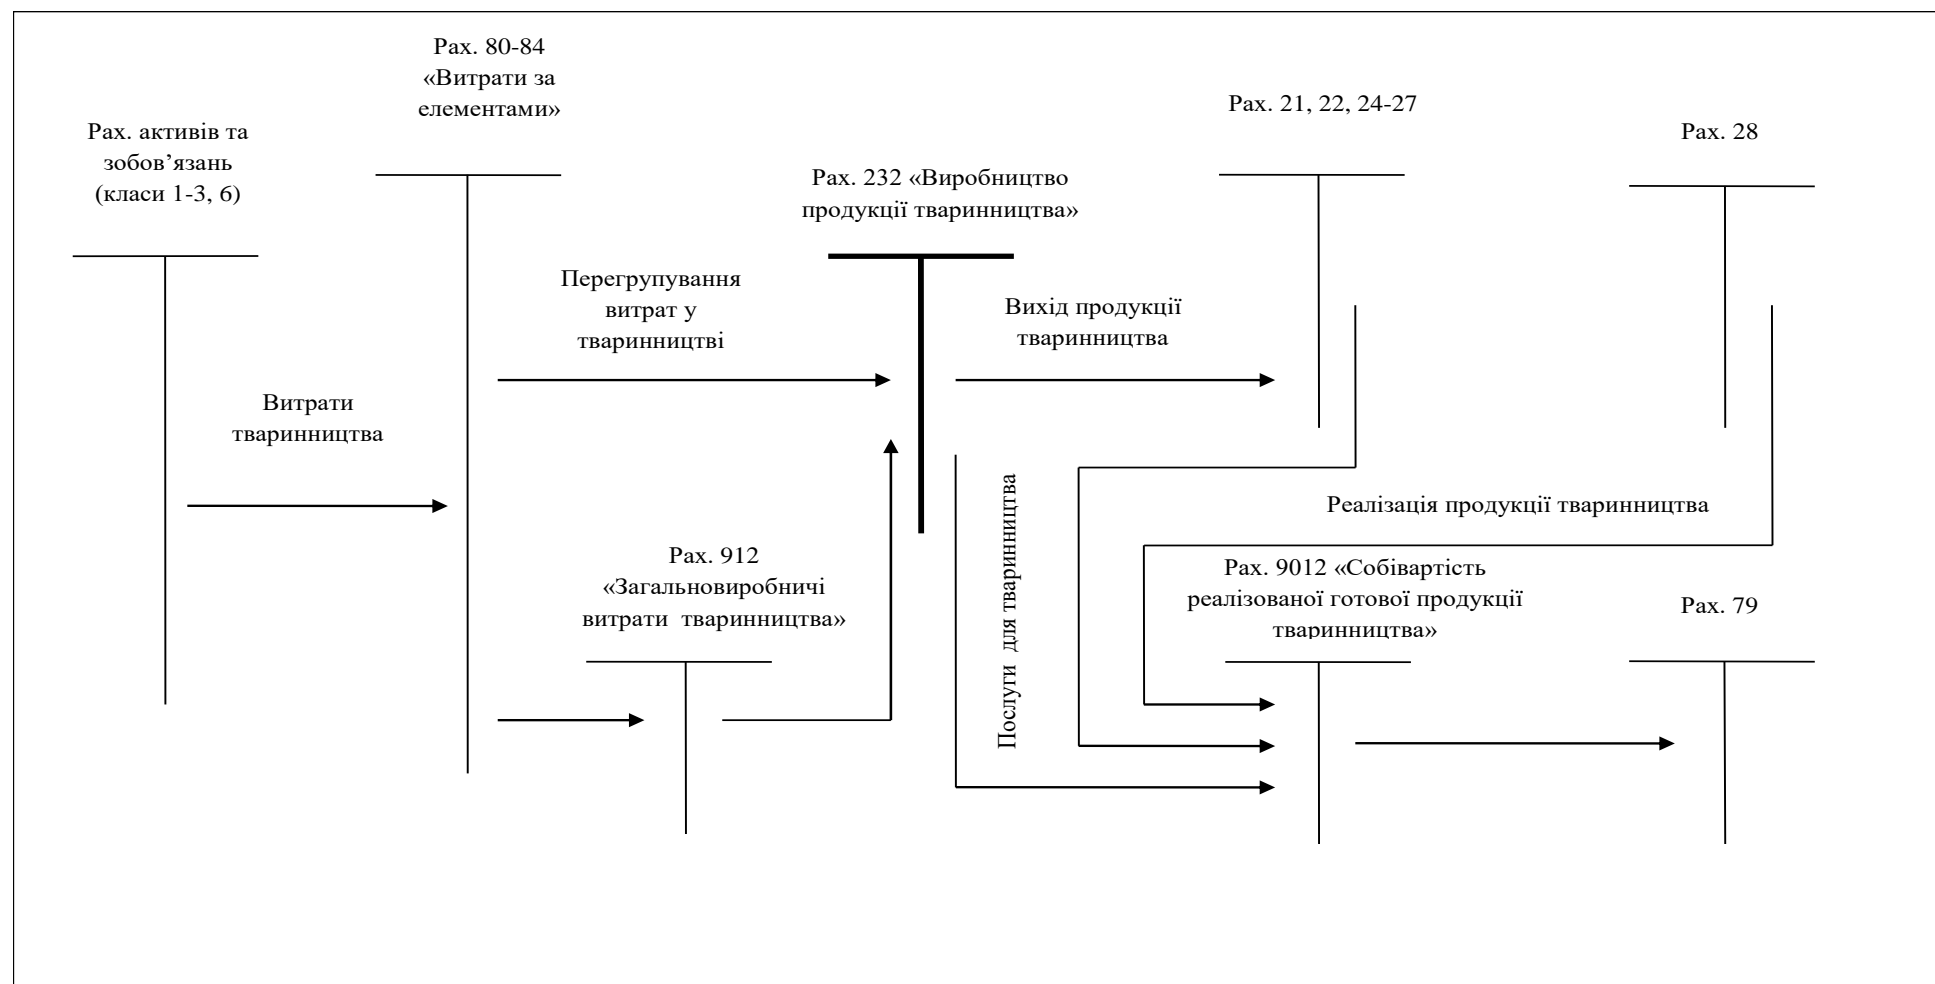 Рах. 80-84
«Витрати за
елементами»
Рах. 21, 22, 24-27
Рах. активів та
зобов’язань
(класи 1-3, 6)
Рах. 28
Рах. 232 «Виробництво
продукції тваринництва»
Перегрупування
витрат у
тваринництві
Вихід продукції
тваринництва
Витрати
тваринництва
Послуги для тваринництва
Реалізація продукції тваринництва
Рах. 912
«Загальновиробничі
витрати тваринництва»
Рах. 9012 «Собівартість
реалізованої готової продукції
тваринництва»
Рах. 79